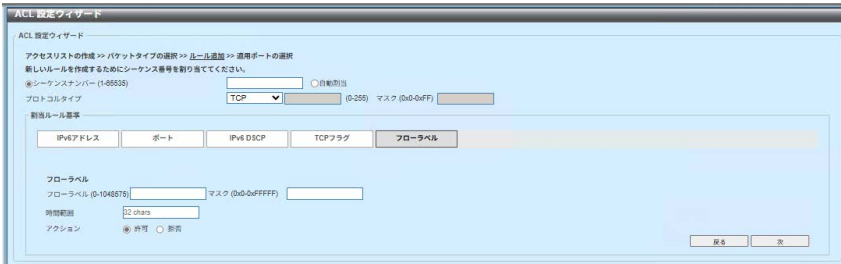 ACL 設定ウィザード
ACL 設定ウィザード
アクセスリストの作成 >> パケットタイプの選択 >> ルール追加 >> 適用ポートの選択
新しいルールを作成するためにシーケンス番号を割り当ててください。
シーケンスナンバー (1-65535) 自動割当
プロトコルタイプ TCP (0-255) マスク (0x0-0xFF)
割当ルール基準
IPv6アドレス ポート IPv6 DSCP TCPフラグ フローラベル
フローラベル
フローラベル (0-1048575) マスク (0x0-0xFFFFF)
時間範囲 32 chars
アクション 許可 拒否
戻る 次